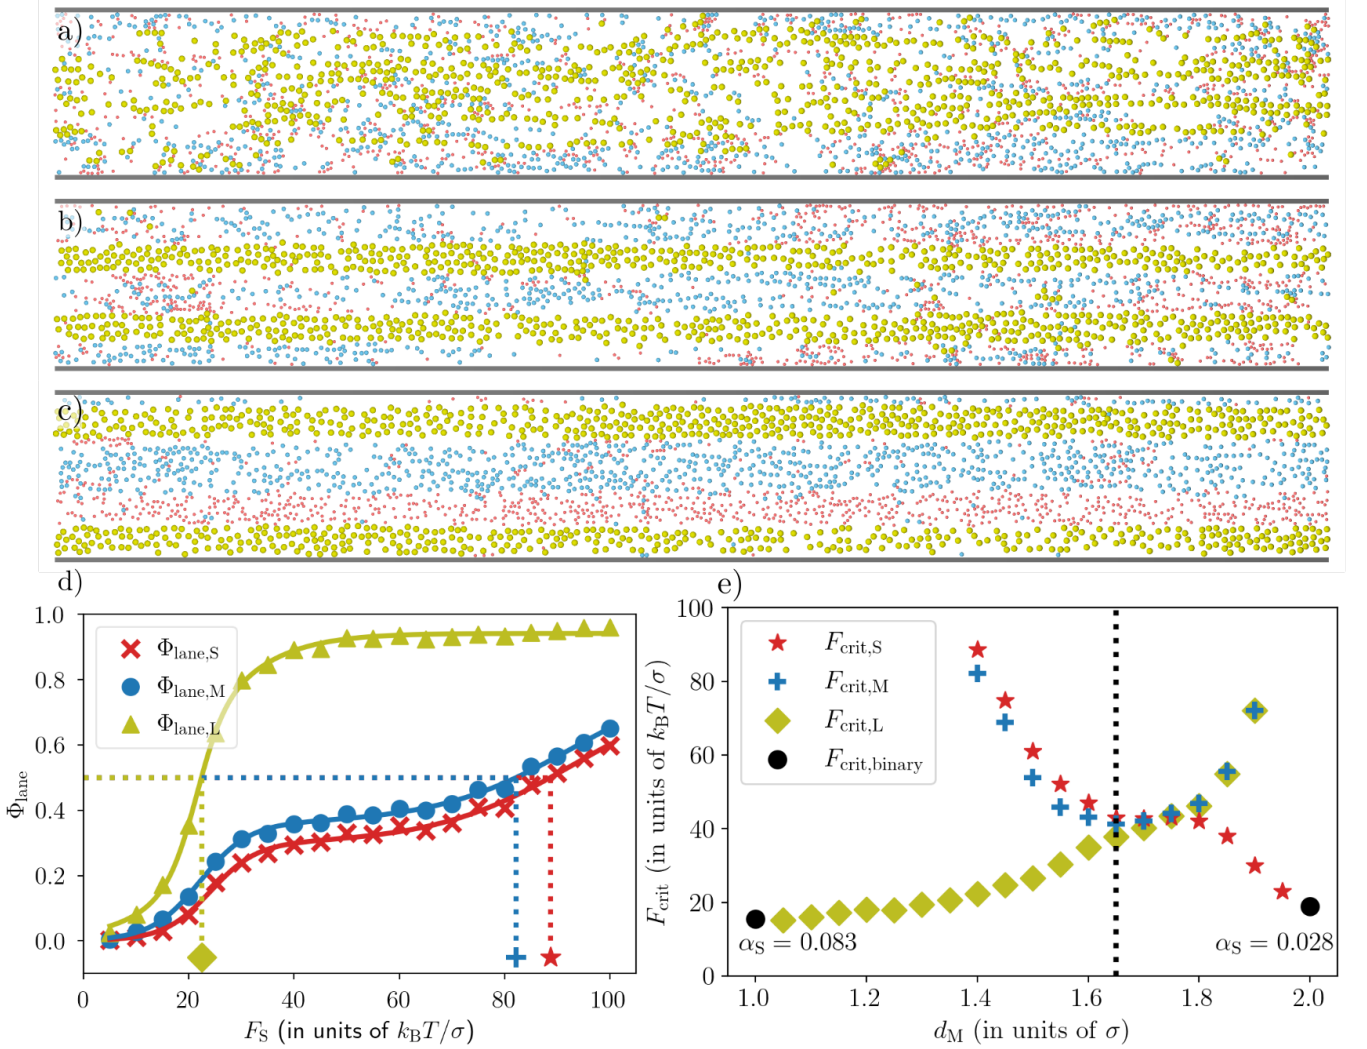 a)
b)
c)
d)
e)
1.0
0.8
0.6
0.4
0.2
0.0
Φlane
Φlane,S
Φlane,M
Φlane,L
0 20 40 60 80 100
FS (in units of kBT/σ)
100
80
60
40
20
0
Fcrit (in units of kBT/σ)
Fcrit,S
Fcrit,M
Fcrit,L
Fcrit,binary
αS = 0.083
αS = 0.028
1.0 1.2 1.4 1.6 1.8 2.0
dM (in units of σ)